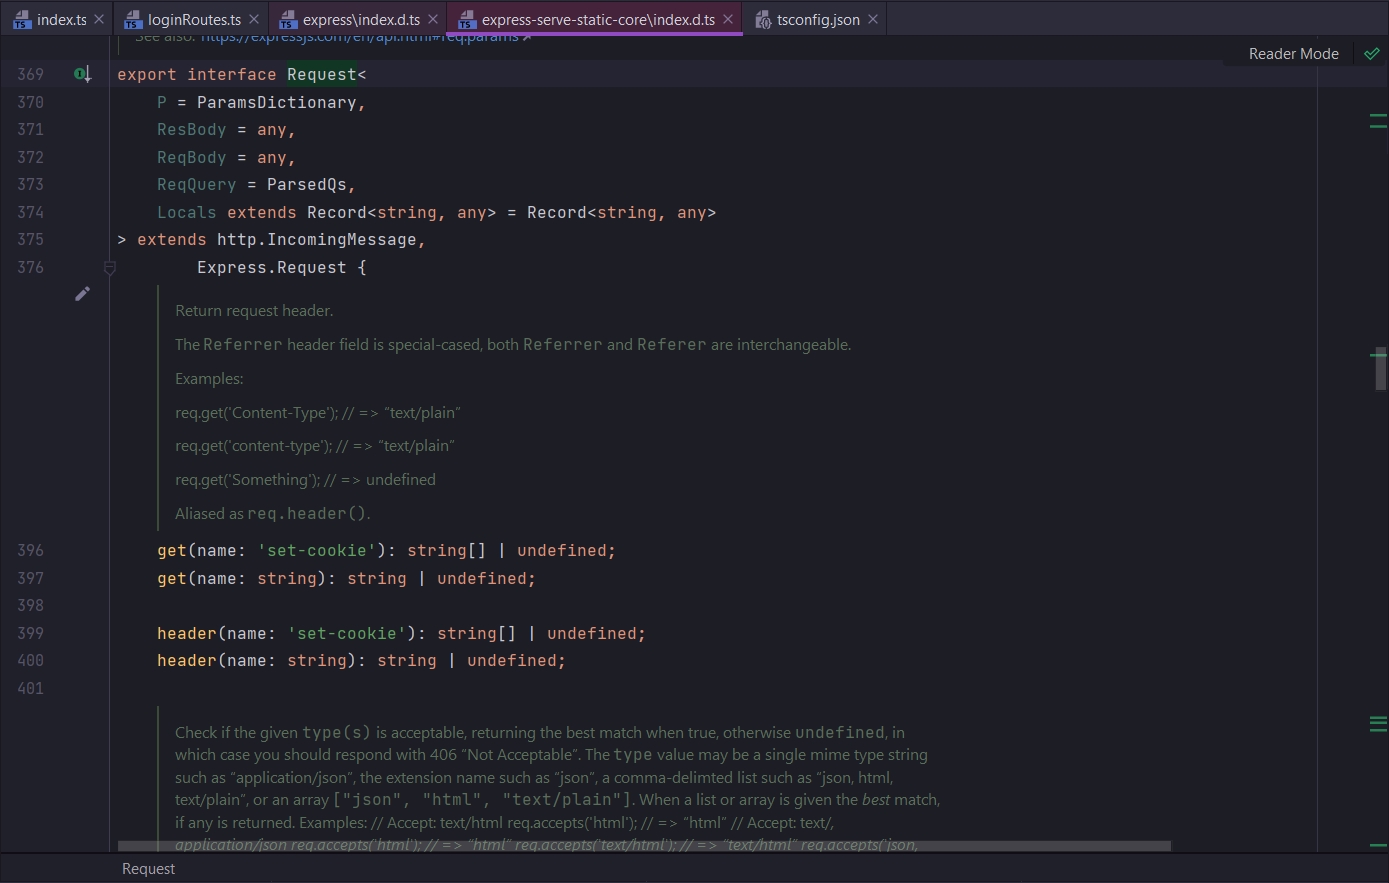 index.ts
loginRoutes.ts
express\index.d.ts
express-serve-static-core\index.d.ts
tsconfig.json
See also: https://expressjs.com/en/api.html#req.params
Reader Mode
369 export interface Request<
370 P = ParamsDictionary,
371 ResBody = any,
372 ReqBody = any,
373 ReqQuery = ParsedQs,
374 Locals extends Record<string, any> = Record<string, any>
375 > extends http.IncomingMessage,
376 Express.Request {
Return request header.
The Referrer header field is special-cased, both Referrer and Referer are interchangeable.
Examples:
req.get('Content-Type'); // => “text/plain”
req.get('content-type'); // => “text/plain”
req.get('Something'); // => undefined
Aliased as req.header().
396 get(name: 'set-cookie'): string[] | undefined;
397 get(name: string): string | undefined;
398
399 header(name: 'set-cookie'): string[] | undefined;
400 header(name: string): string | undefined;
401
Check if the given type(s) is acceptable, returning the best match when true, otherwise undefined, in
which case you should respond with 406 “Not Acceptable”. The type value may be a single mime type string
such as “application/json”, the extension name such as “json”, a comma-delimted list such as “json, html,
text/plain”, or an array ["json", "html", "text/plain"]. When a list or array is given the best match,
if any is returned. Examples: // Accept: text/html req.accepts('html'); // => “html” // Accept: text/,
application/json req.accepts('html'); // => “html” req.accepts('text/html'); // => “text/html” req.accepts('json,
Request